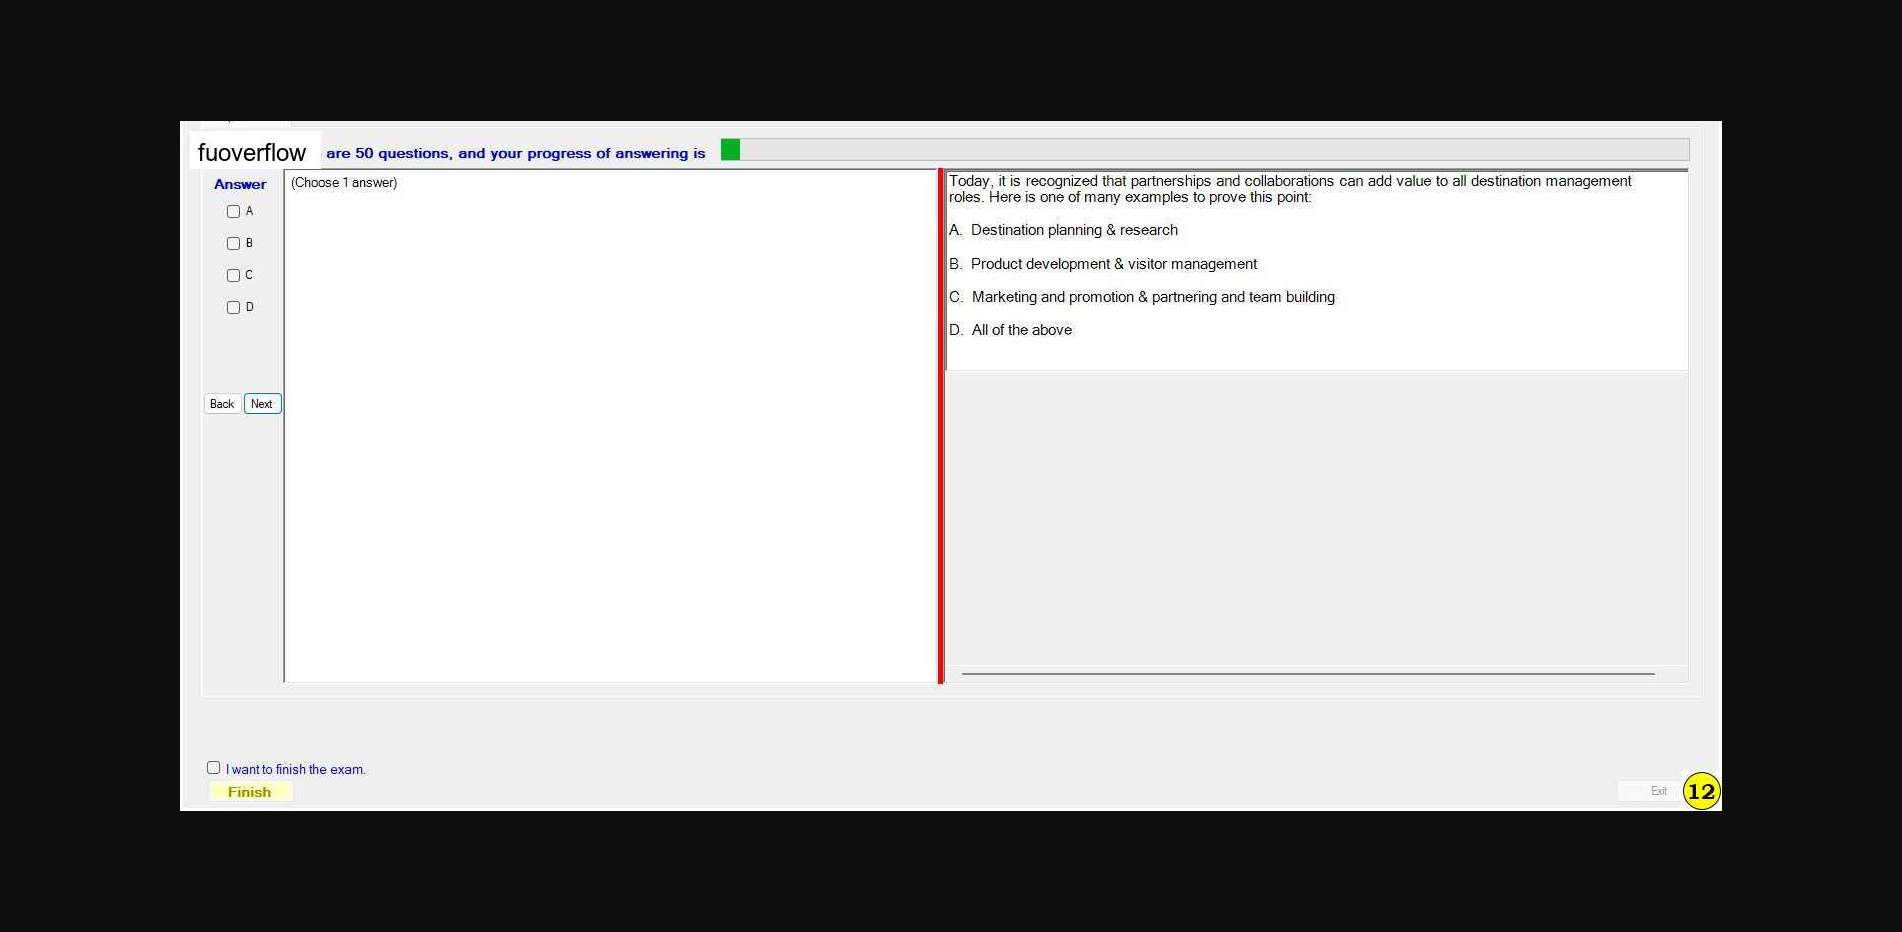 fuoverflow are 50 questions, and your progress of answering is
Answer
A
B
C
D
Back Next
(Choose 1 answer)
Today, it is recognized that partnerships and collaborations can add value to all destination management
roles. Here is one of many examples to prove this point:
A. Destination planning & research
B. Product development & visitor management
C. Marketing and promotion & partnering and team building
D. All of the above
I want to finish the exam.
Finish
Exit
12